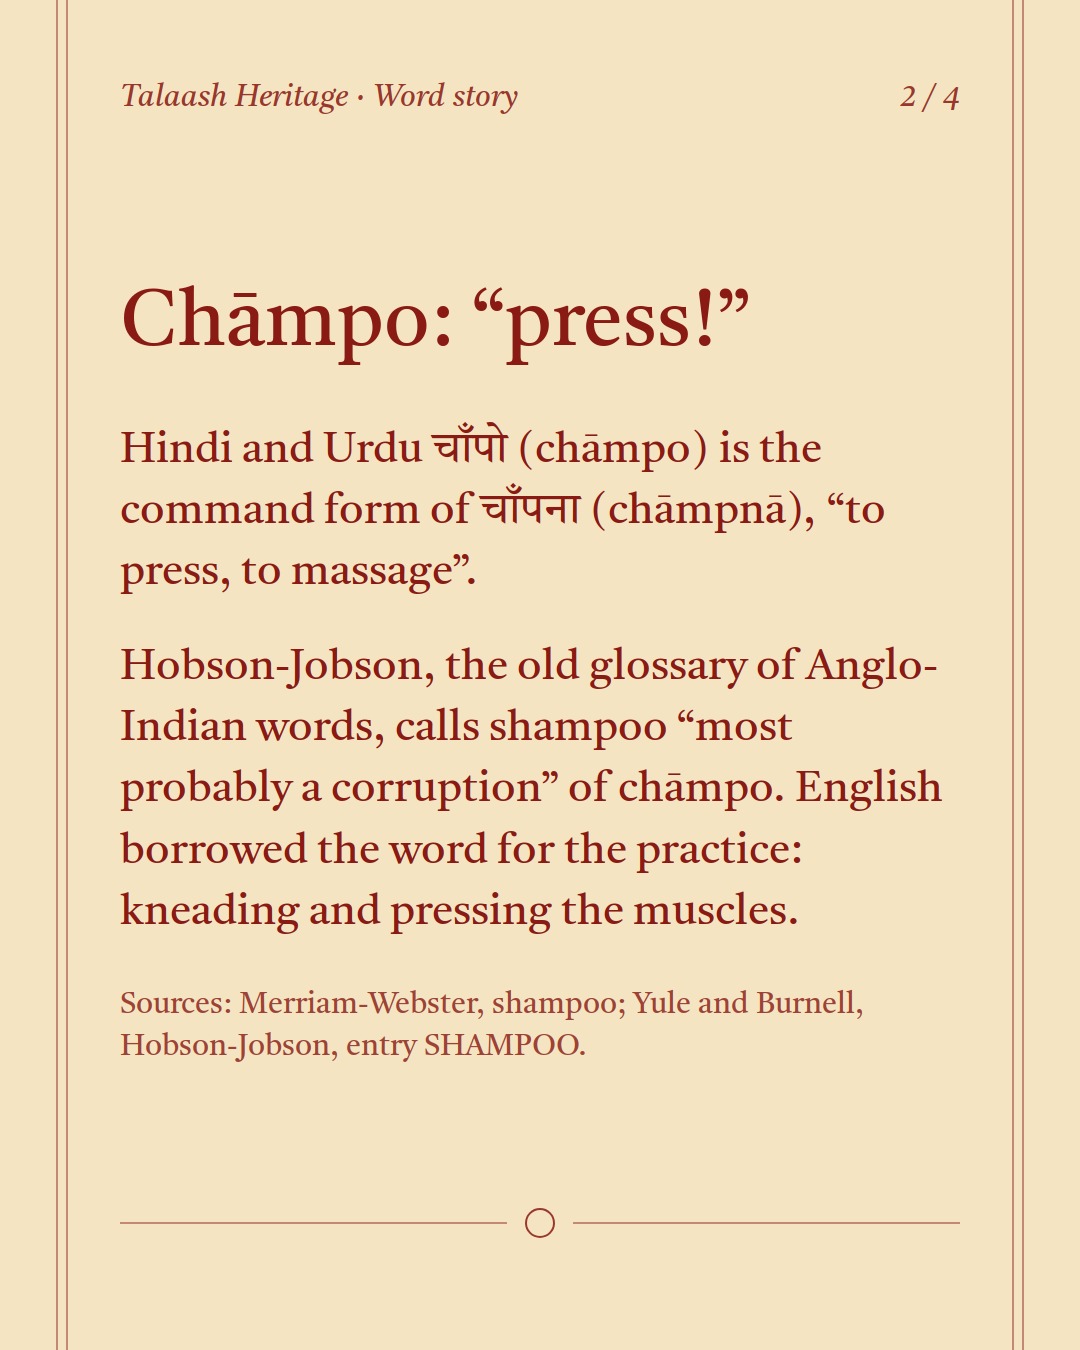 Talaash Heritage · Word story
2 / 4
Chāmpo: “press!”
Hindi and Urdu चाँपो (chāmpo) is the
command form of चाँपना (chāmpnā), “to
press, to massage”.
Hobson-Jobson, the old glossary of Anglo-
Indian words, calls shampoo “most
probably a corruption” of chāmpo. English
borrowed the word for the practice:
kneading and pressing the muscles.
Sources: Merriam-Webster, shampoo; Yule and Burnell,
Hobson-Jobson, entry SHAMPOO.